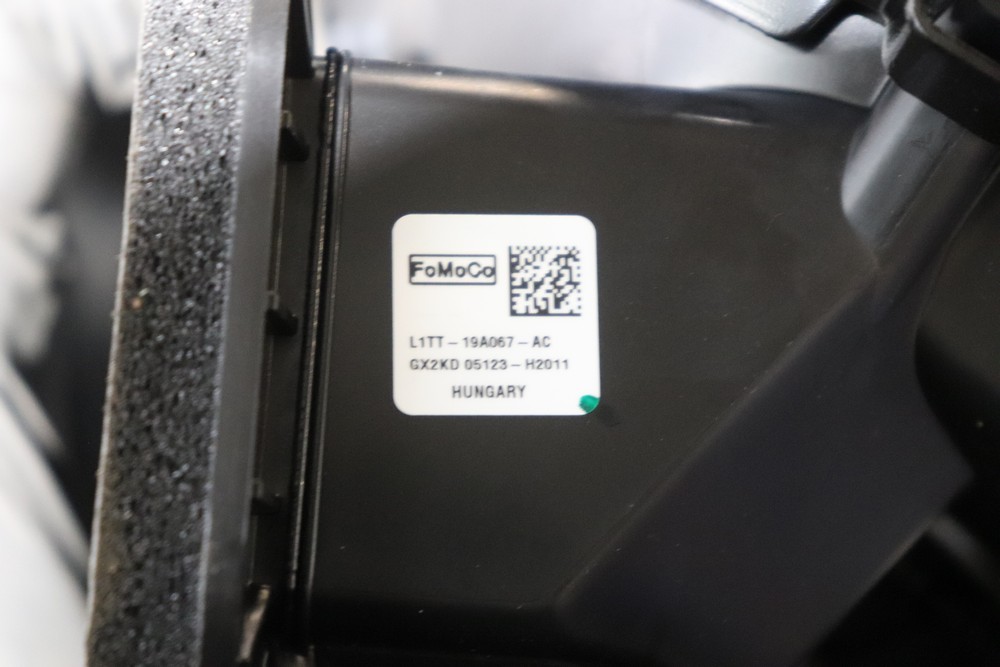 FoMoCo
L1TT - 19A067 - AC
GX2KD 05123 - H2011
HUNGARY